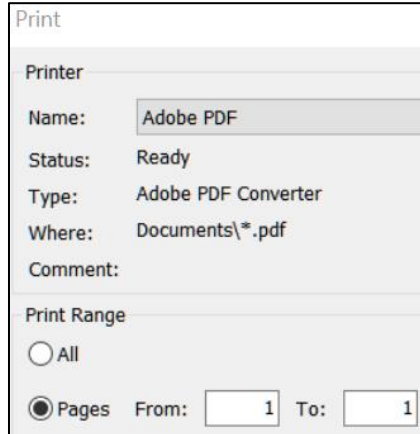 Print
Printer
Name: Adobe PDF
Status: Ready
Type: Adobe PDF Converter
Where: Documents\*.pdf
Comment:
Print Range
All
Pages From: 1 To: 1